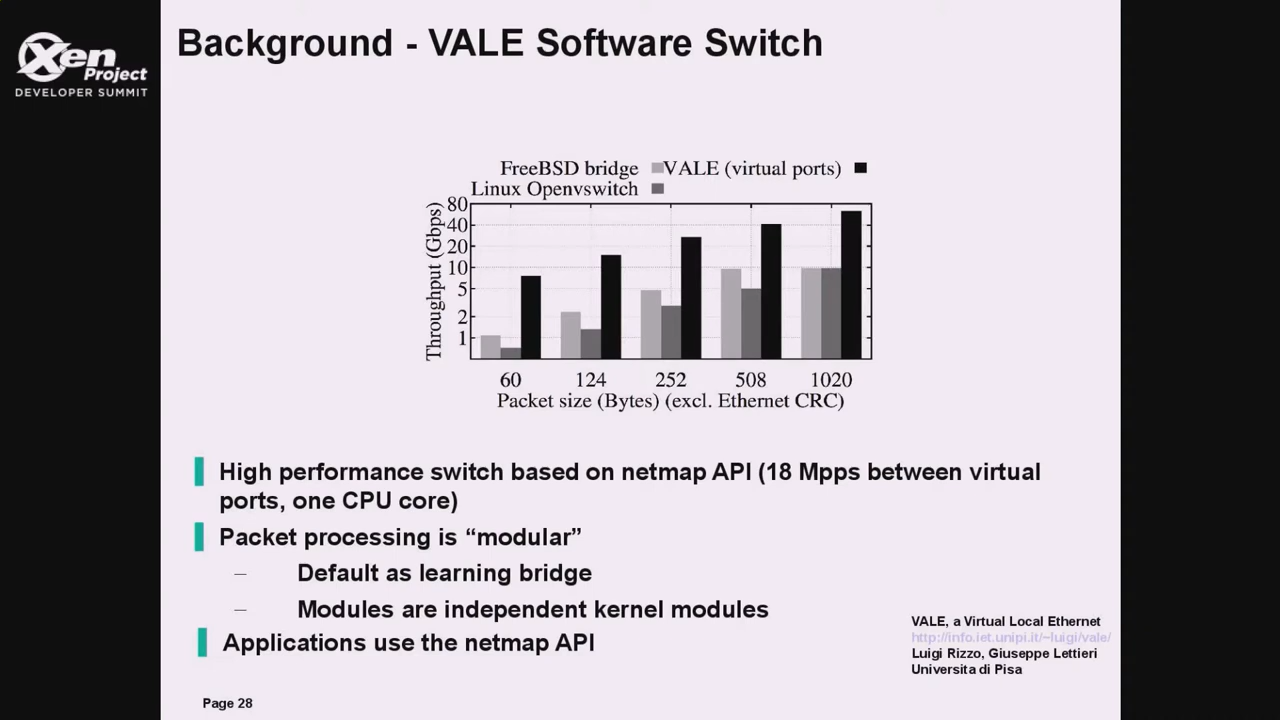 Xen
Project
DEVELOPER SUMMIT
Background - VALE Software Switch
FreeBSD bridge VALE (virtual ports)
Linux Openvswitch
Throughput (Gbps)
80
40
20
10
5
2
1
60 124 252 508 1020
Packet size (Bytes) (excl. Ethernet CRC)
High performance switch based on netmap API (18 Mpps between virtual
ports, one CPU core)
Packet processing is “modular”
– Default as learning bridge
– Modules are independent kernel modules
Applications use the netmap API
VALE, a Virtual Local Ethernet
http://info.iet.unipi.it/~luigi/vale/
Luigi Rizzo, Giuseppe Lettieri
Universita di Pisa
Page 28